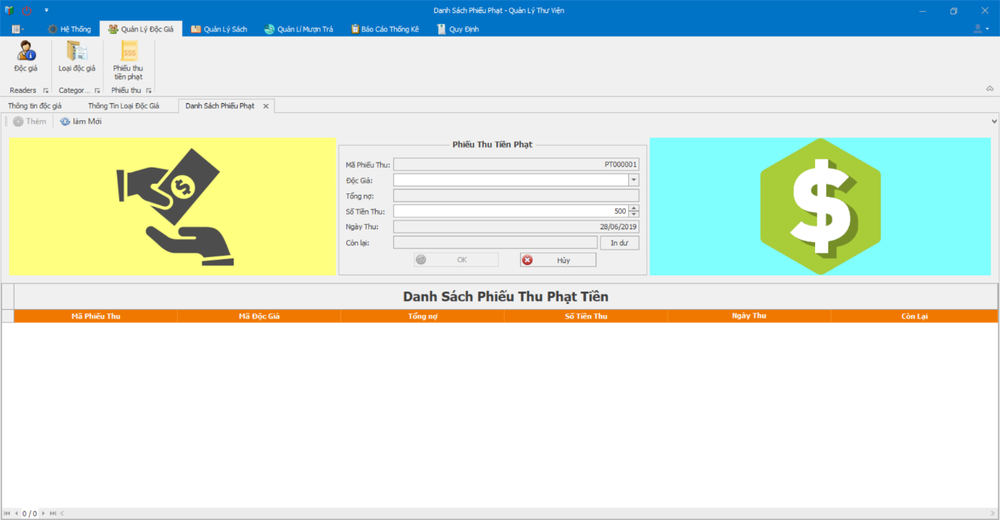 Danh Sách Phiếu Phạt - Quản Lý Thư Viện
Hệ Thống
Quản Lý Độc Giả
Quản Lý Sách
Quản Lí Mượn Trả
Báo Cáo Thống Kê
Quy Định
Độc giả
Loại độc giả
$$$
Phiếu thu
tiền phạt
Readers
Categor...
Phiếu thu
Thông tin độc giả
Thông Tin Loại Độc Giả
Danh Sách Phiếu Phạt
Thêm
làm Mới
$
Phiếu Thu Tiền Phạt
Mã Phiếu Thu: PT000001
Độc Giả:
Tổng nợ:
Số Tiền Thu: 500
Ngày Thu: 28/06/2019
Còn lại: In dư
OK
Hủy
$
Danh Sách Phiếu Thu Phạt Tiền
Mã Phiếu Thu Mã Độc Giả Tổng nợ Số Tiền Thu Ngày Thu Còn Lại
0 / 0